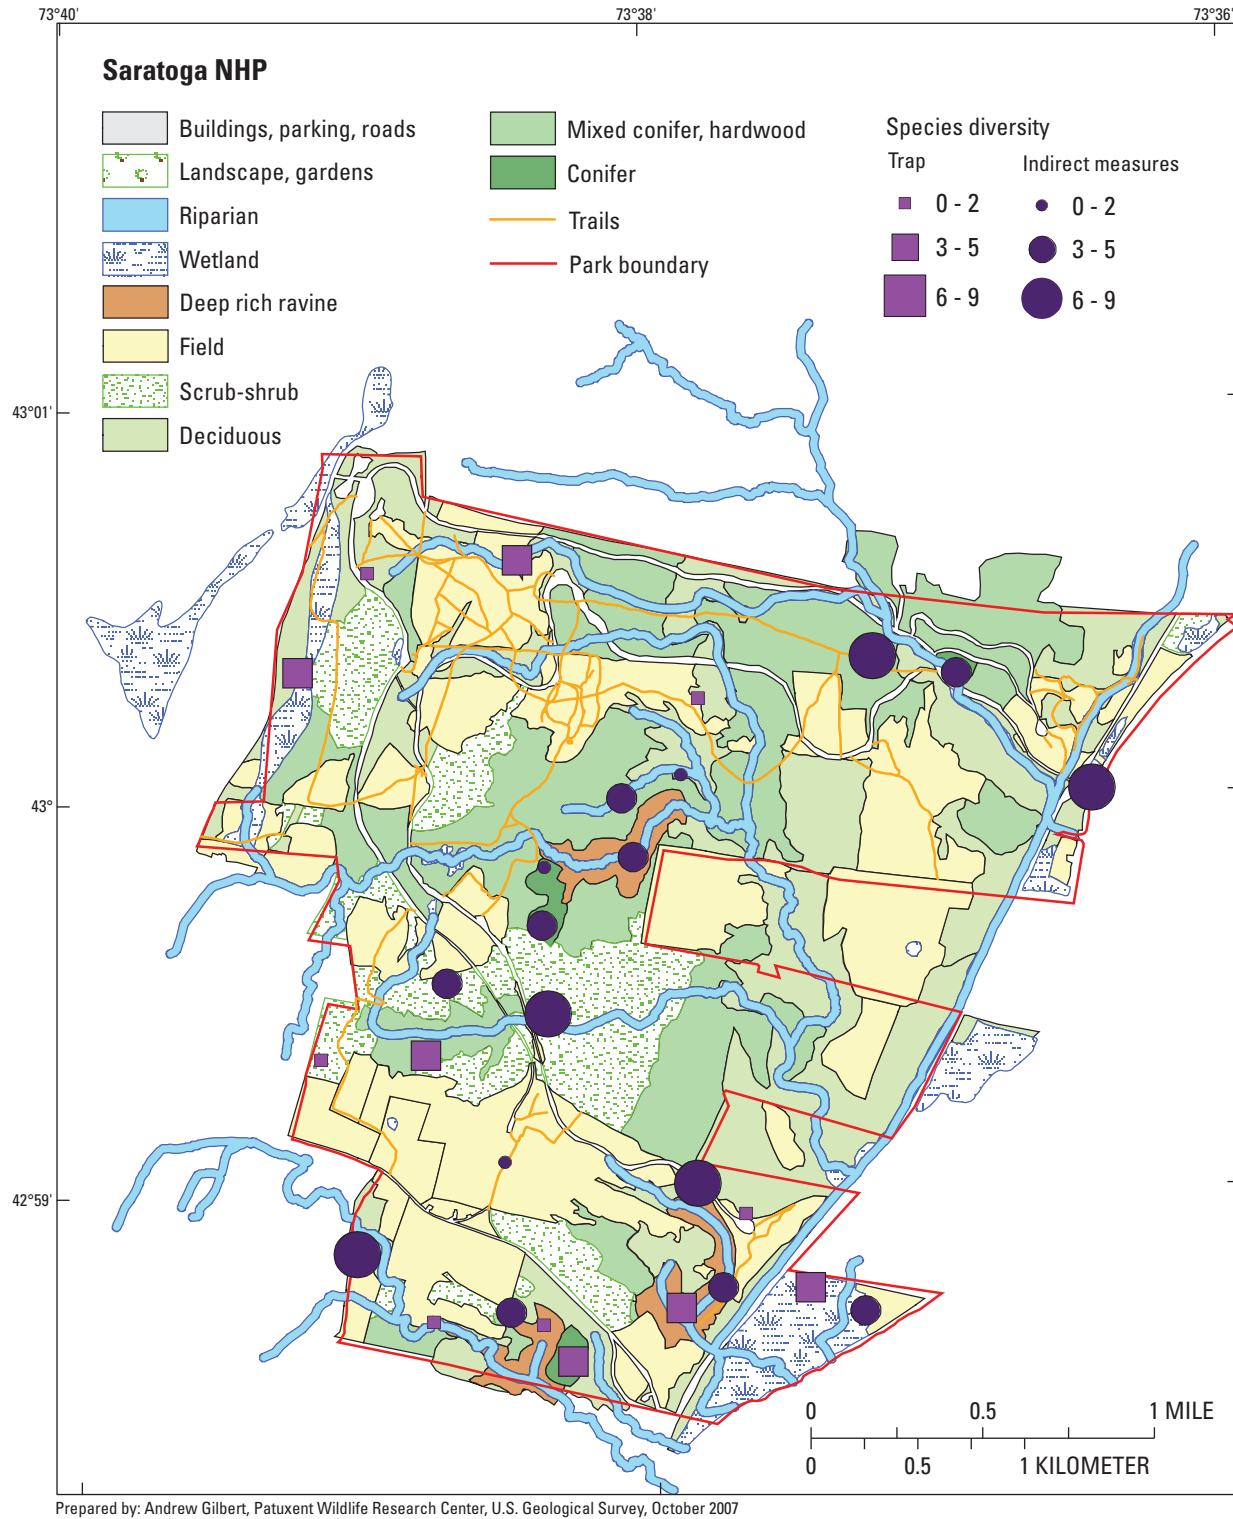 73°40'
73°38'
73°36'
Saratoga NHP
Buildings, parking, roads
Landscape, gardens
Riparian
Wetland
Deep rich ravine
Field
Scrub-shrub
Deciduous
Mixed conifer, hardwood
Conifer
Trails
Park boundary
Species diversity
Trap
Indirect measures
0 - 2
0 - 2
3 - 5
3 - 5
6 - 9
6 - 9
43°01'
43°
42°59'
0 0.5 1 MILE
0 0.5 1 KILOMETER
Prepared by: Andrew Gilbert, Patuxent Wildlife Research Center, U.S. Geological Survey, October 2007